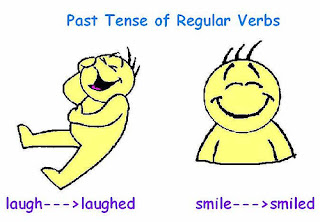 Past Tense of Regular Verbs
laugh--->laughed
smile--->smiled